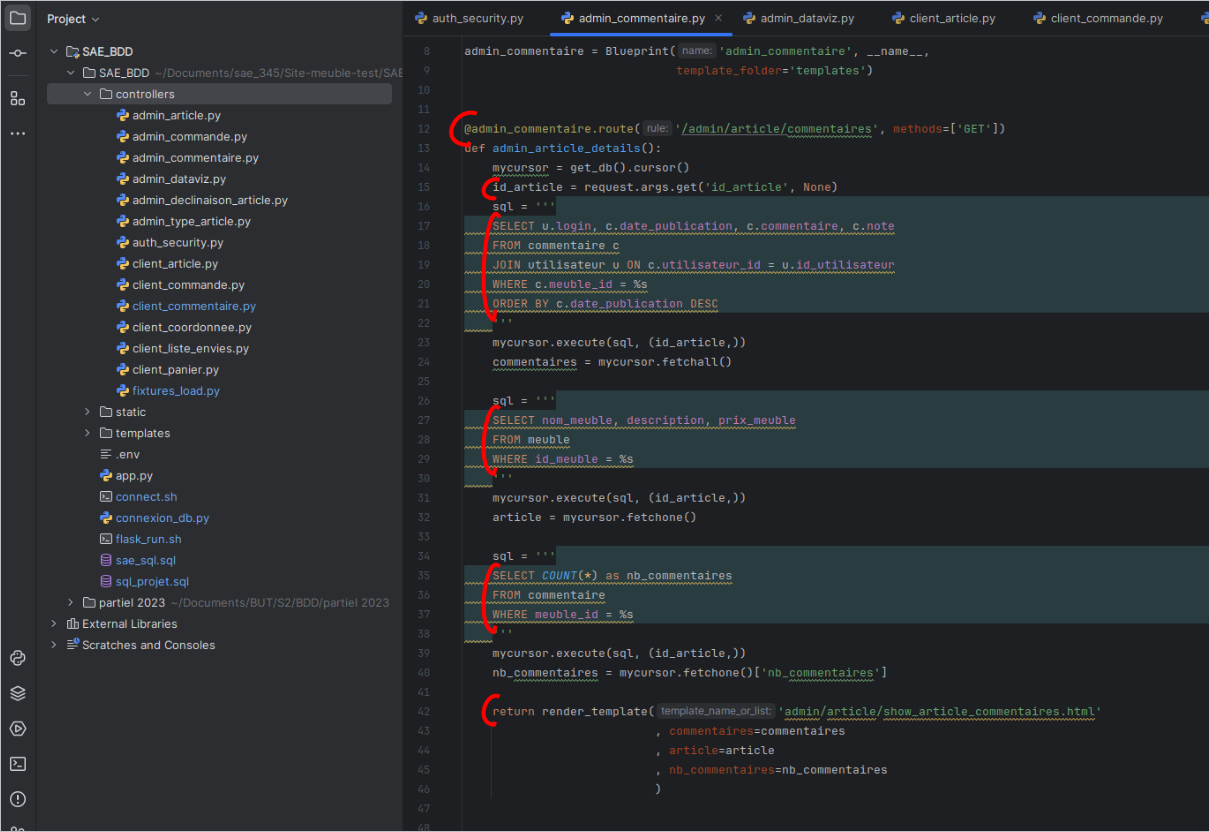 Project
SAE_BDD
SAE_BDD ~/Documents/sae_345/Site-meuble-test/SAE
controllers
admin_article.py
admin_commande.py
admin_commentaire.py
admin_dataviz.py
admin_declinaison_article.py
admin_type_article.py
auth_security.py
client_article.py
client_commande.py
client_commentaire.py
client_coordonnee.py
client_liste_envies.py
client_panier.py
fixtures_load.py
static
templates
.env
app.py
connect.sh
connexion_db.py
flask_run.sh
sae_sql.sql
sql_projet.sql
partiel 2023 ~/Documents/BUT/S2/BDD/partiel 2023
External Libraries
Scratches and Consoles
auth_security.py admin_commentaire.py × admin_dataviz.py client_article.py client_commande.py
8 admin_commentaire = Blueprint( name: 'admin_commentaire', __name__,
9 template_folder='templates')
10
11
12 @admin_commentaire.route( rule: '/admin/article/commentaires', methods=['GET'])
13 def admin_article_details():
14 mycursor = get_db().cursor()
15 id_article = request.args.get('id_article', None)
16 sql = '''
17 SELECT u.login, c.date_publication, c.commentaire, c.note
18 FROM commentaire c
19 JOIN utilisateur u ON c.utilisateur_id = u.id_utilisateur
20 WHERE c.meuble_id = %s
21 ORDER BY c.date_publication DESC
22 '''
23 mycursor.execute(sql, (id_article,))
24 commentaires = mycursor.fetchall()
25
26 sql = '''
27 SELECT nom_meuble, description, prix_meuble
28 FROM meuble
29 WHERE id_meuble = %s
30 '''
31 mycursor.execute(sql, (id_article,))
32 article = mycursor.fetchone()
33
34 sql = '''
35 SELECT COUNT(*) as nb_commentaires
36 FROM commentaire
37 WHERE meuble_id = %s
38 '''
39 mycursor.execute(sql, (id_article,))
40 nb_commentaires = mycursor.fetchone()['nb_commentaires']
41
42 return render_template( template_name_or_list: 'admin/article/show_article_commentaires.html'
43 , commentaires=commentaires
44 , article=article
45 , nb_commentaires=nb_commentaires
46 )
47
48